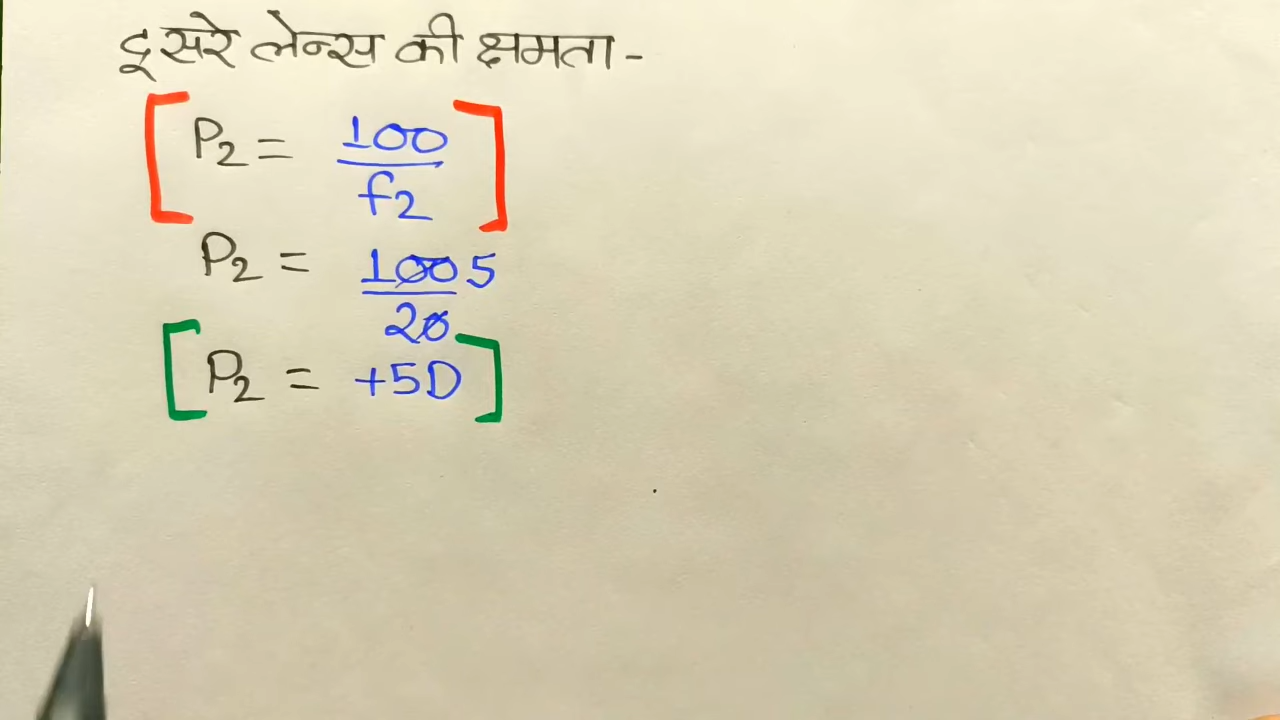 दूसरे लेन्स की क्षमता -
[P₂ = 100/f₂]
P₂ = 100/20 5
[P₂ = +5D]